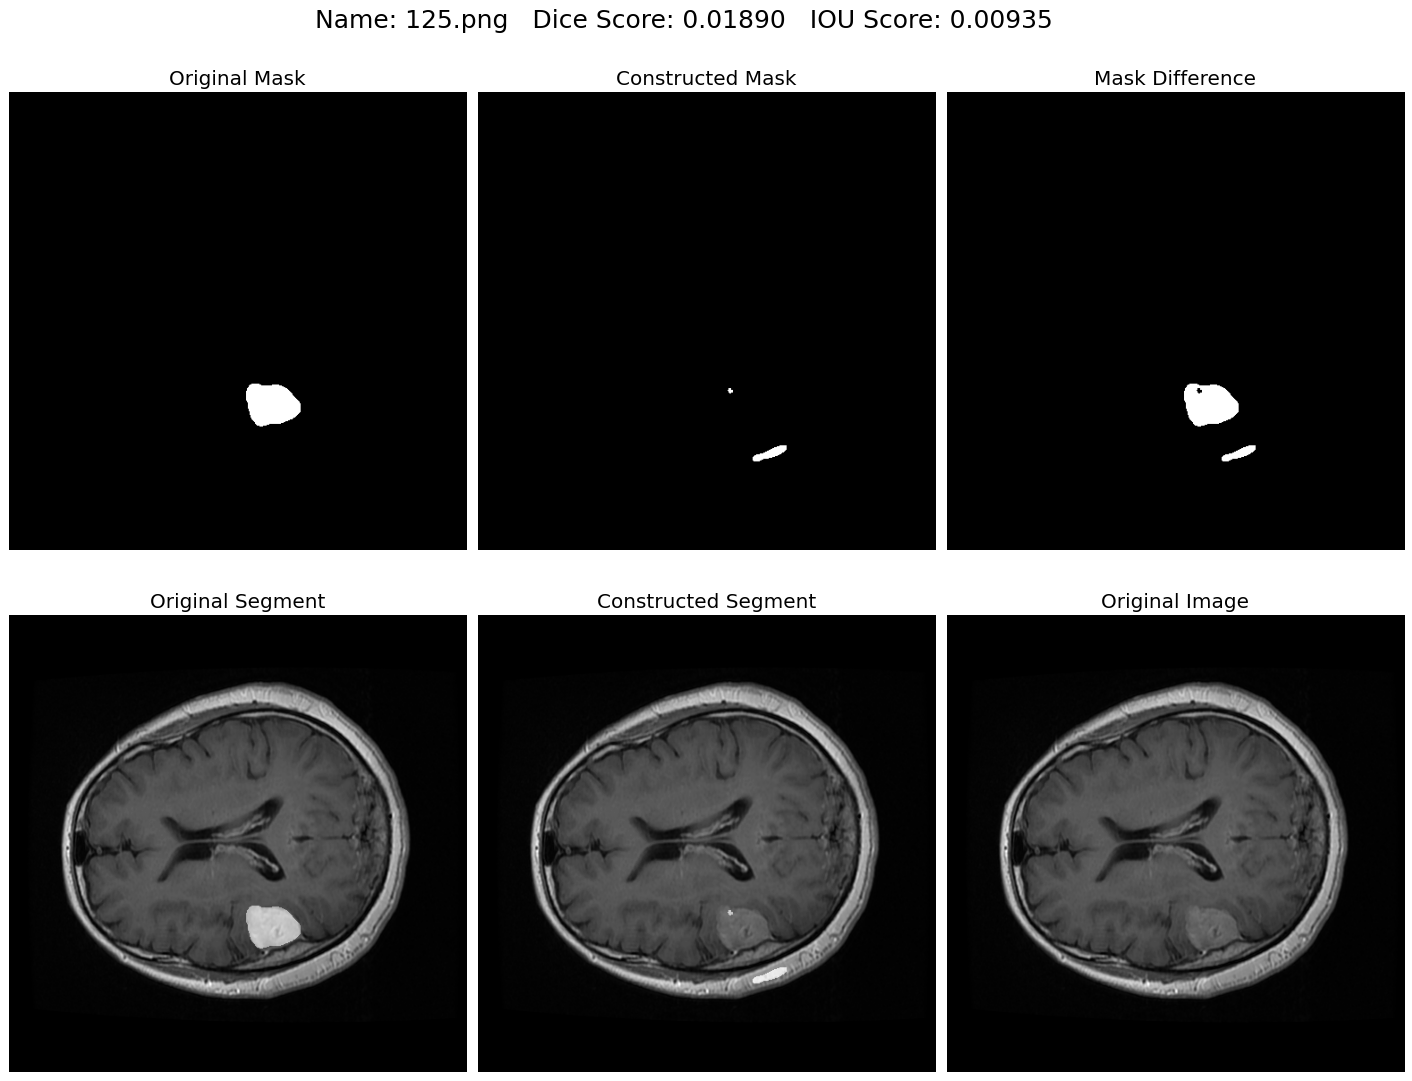 Name: 125.png   Dice Score: 0.01890   IOU Score: 0.00935
Original Mask
Constructed Mask
Mask Difference
Original Segment
Constructed Segment
Original Image